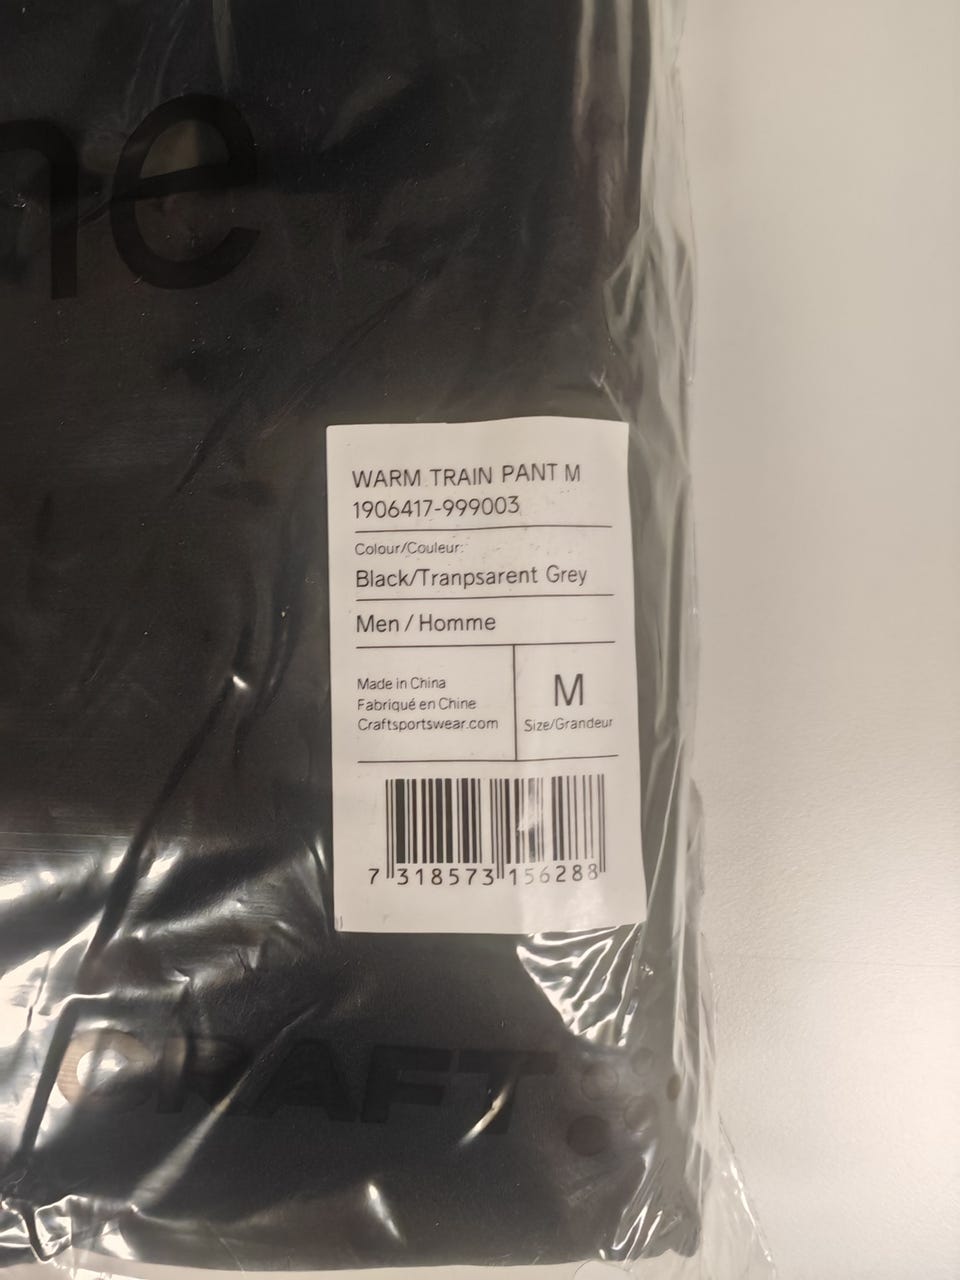 ne
WARM TRAIN PANT M
1906417-999003
Colour/Couleur:
Black/Tranpsarent Grey
Men / Homme
Made in China
Fabriqué en Chine
Craftsportswear.com
M
Size/Grandeur
7 318573 156288
CRAFT